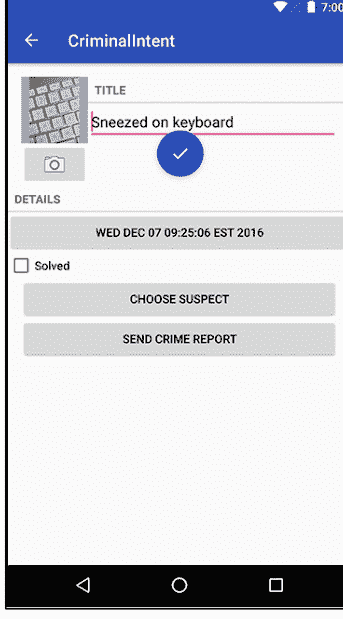 7:00
CriminalIntent
TITLE
Sneezed on keyboard
DETAILS
WED DEC 07 09:25:06 EST 2016
Solved
CHOOSE SUSPECT
SEND CRIME REPORT